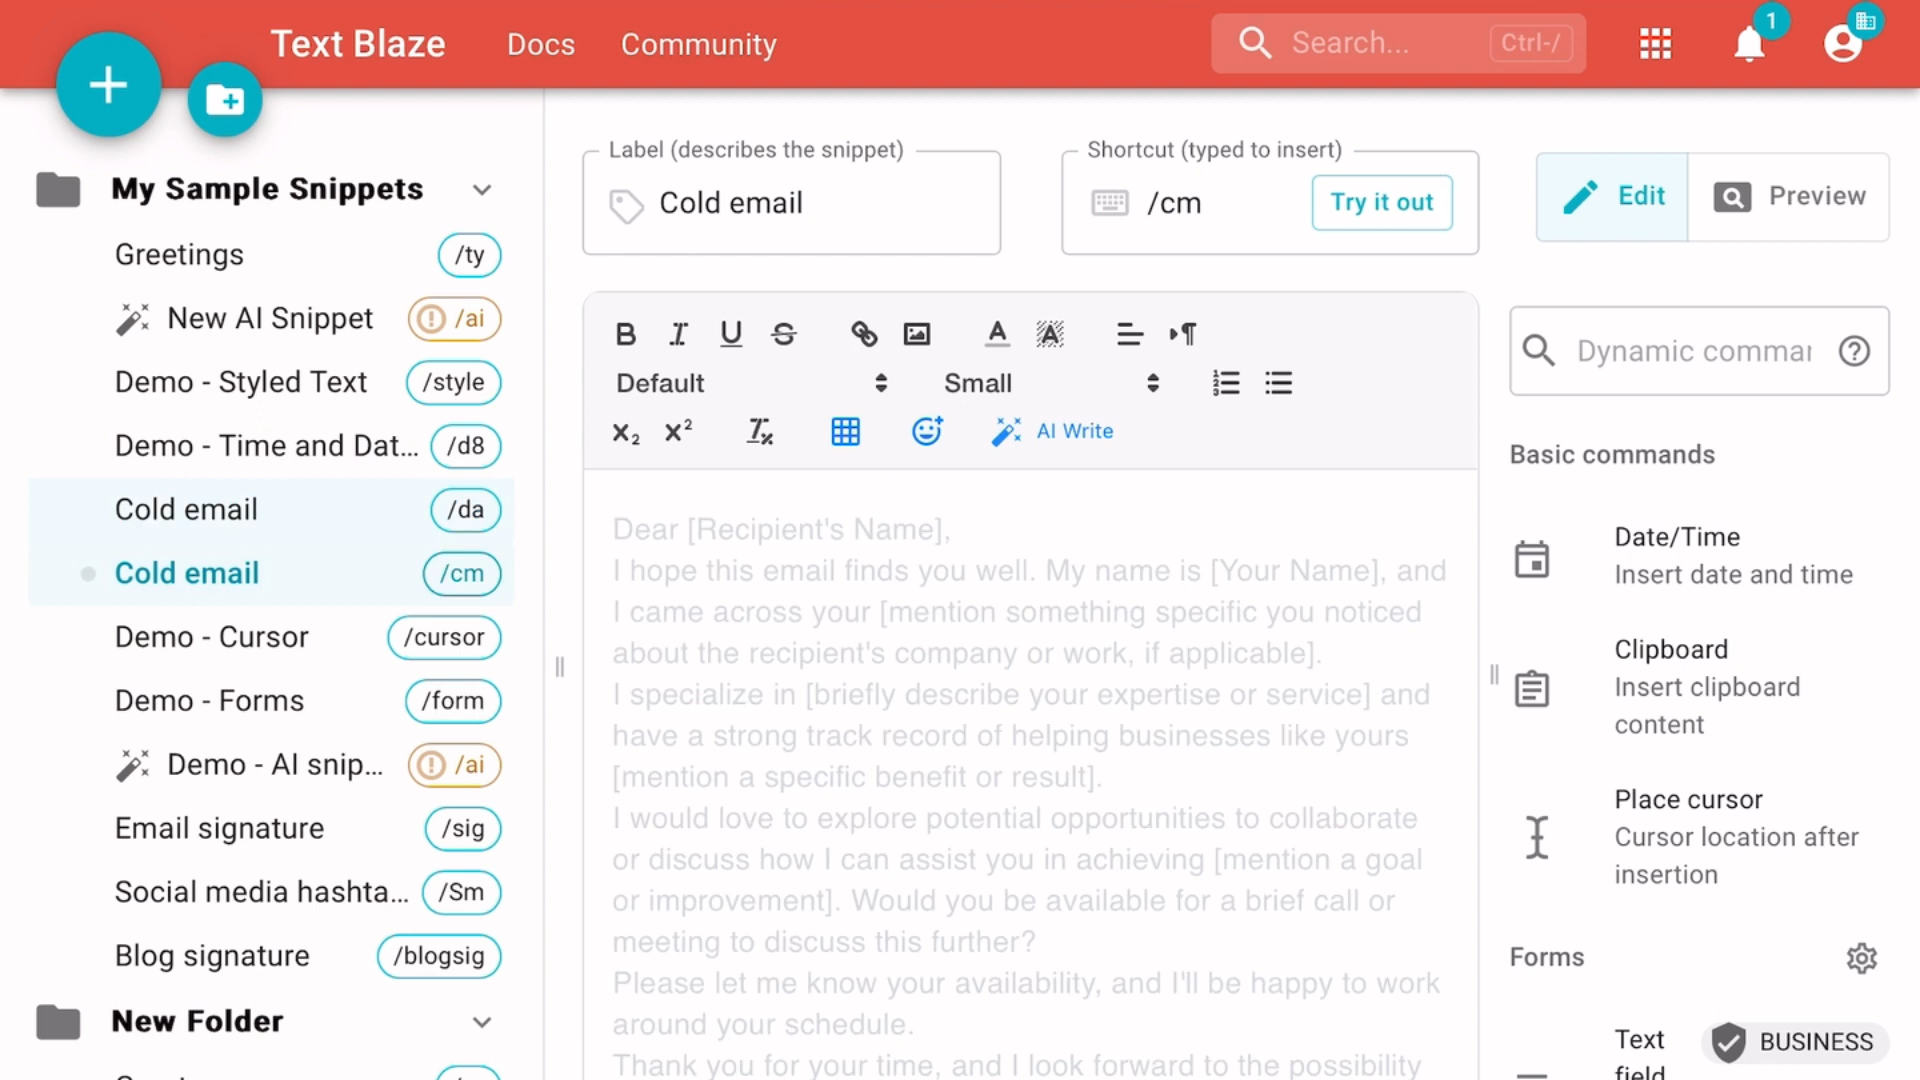 Text Blaze
Docs
Community
Search...
Ctrl-/
1
My Sample Snippets
Greetings
/ty
New AI Snippet
/ai
Demo - Styled Text
/style
Demo - Time and Dat...
/d8
Cold email
/da
Cold email
/cm
Demo - Cursor
/cursor
Demo - Forms
/form
Demo - AI snip...
/ai
Email signature
/sig
Social media hashta...
/Sm
Blog signature
/blogsig
New Folder
Label (describes the snippet)
Cold email
Shortcut (typed to insert)
/cm
Try it out
Edit
Preview
Default
Small
AI Write
Dear [Recipient's Name],
I hope this email finds you well. My name is [Your Name], and
I came across your [mention something specific you noticed
about the recipient's company or work, if applicable].
I specialize in [briefly describe your expertise or service] and
have a strong track record of helping businesses like yours
[mention a specific benefit or result].
I would love to explore potential opportunities to collaborate
or discuss how I can assist you in achieving [mention a goal
or improvement]. Would you be available for a brief call or
meeting to discuss this further?
Please let me know your availability, and I'll be happy to work
around your schedule.
Thank you for your time, and I look forward to the possibility
Dynamic commar
Basic commands
Date/Time
Insert date and time
Clipboard
Insert clipboard
content
Place cursor
Cursor location after
insertion
Forms
Text
field
BUSINESS